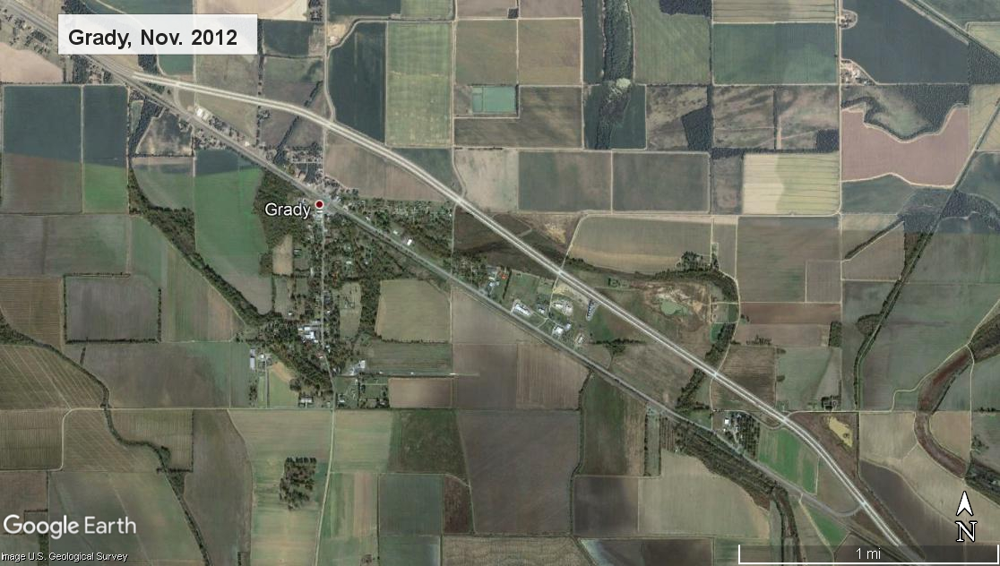 Grady, Nov. 2012
Grady
Google Earth
Image U.S. Geological Survey
1 mi
N